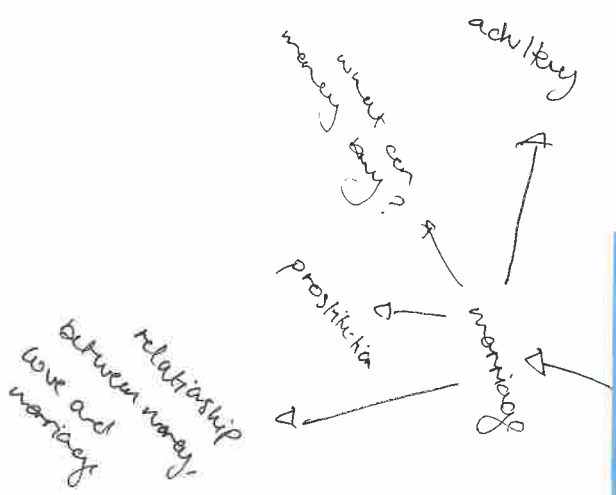 adultery
what can
money buy?
prostitution
marriage
relationship
between money,
love and
marriage